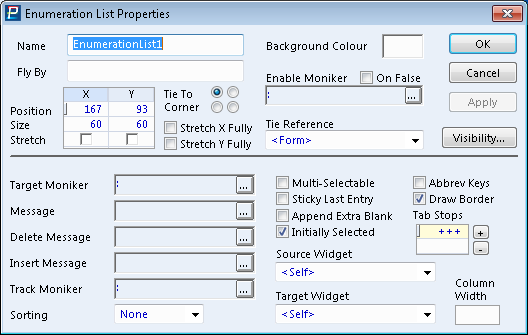 Enumeration List Properties
Name EnumerationList1 Background Colour OK
Fly By Enable Moniker On False Cancel
X Y Tie To Corner : ... Apply
Position 167 93
Size 60 60 Stretch X Fully Tie Reference
Stretch Stretch Y Fully <Form> Visibility...
Target Moniker : ... Multi-Selectable Abbrev Keys
Message : ... Sticky Last Entry Draw Border
Delete Message : ... Append Extra Blank Tab Stops
Initially Selected +++ +
Insert Message : ... Source Widget -
<Self>
Track Moniker : ... Target Widget Column Width
Sorting None <Self>